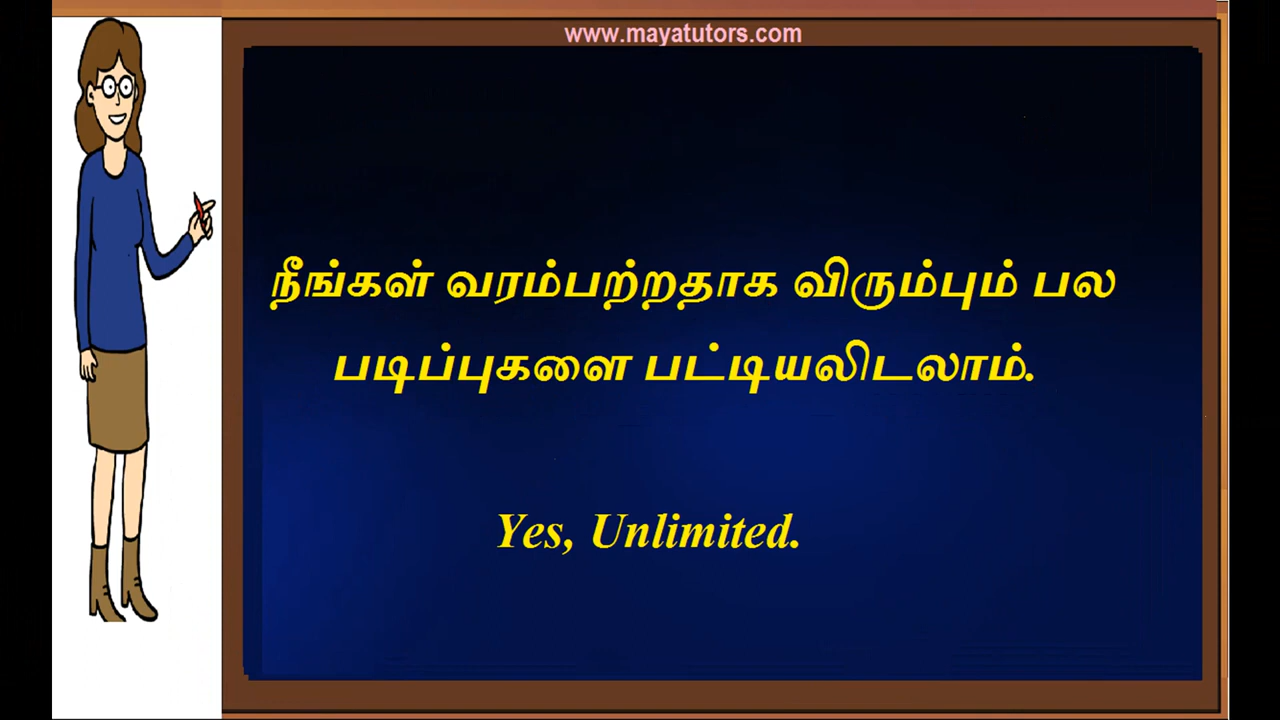 www.mayatutors.com
நீங்கள் வரம்பற்றதாக விரும்பும் பல
படிப்புகளை பட்டியலிடலாம்.
Yes, Unlimited.